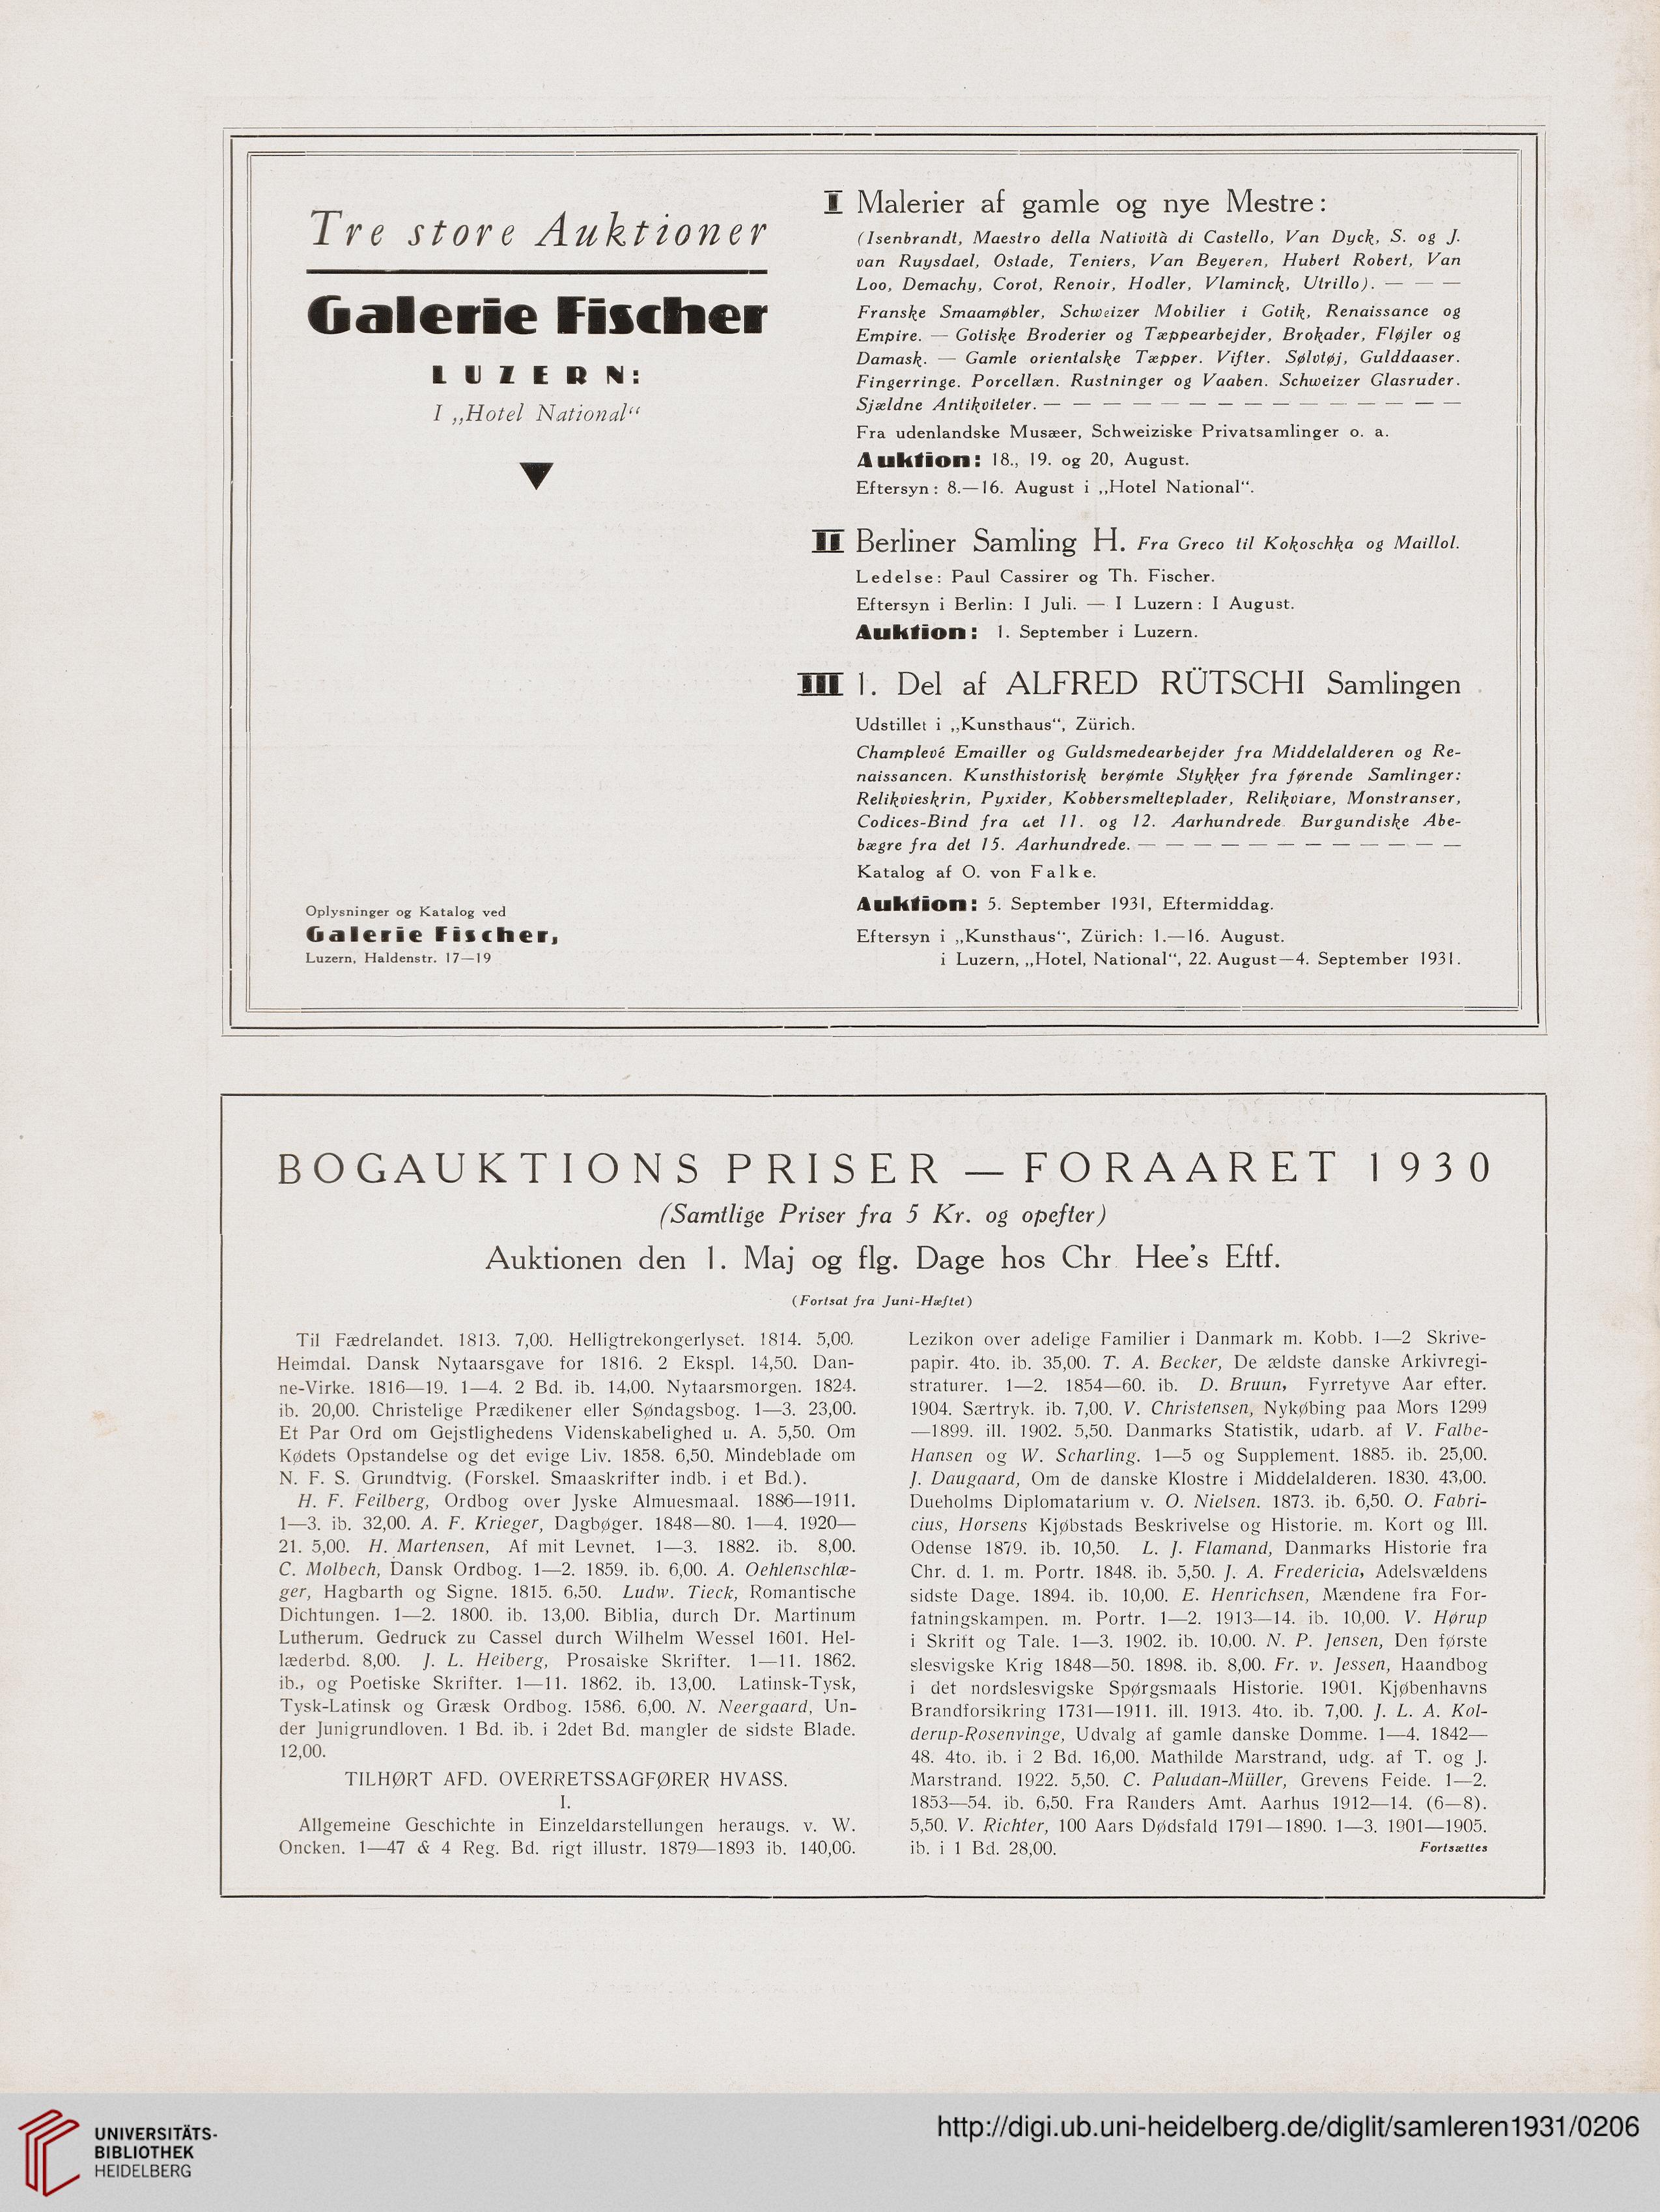 Tre store Auktioner
Galerie Fischer
LUZERN:
I „Hotel National“
Oplysninger og Katalog ved
Galerie Fischer,
Luzern, Haldenstr. 17—19
I Malerier af gamle og nye Mestre:
(Isenbrandt, Maestro della Natività di Castello, Van Dyck, S. og J.
van Ruysdael, Ostade, Teniers, Van Beyeren, Hubert Robert, Van
Loo, Demachy, Corot, Renoir, Hodler, Vlaminck, Utrillo). — — —
Franske Smaamøbler, Schweizer Mobilier i Gotik, Renaissance og
Empire. — Gotiske Broderier og Tæppearbejder, Brokader, Fløjler og
Damask. — Gamle orientalske Tæpper. Vifter. Sølvtøj, Gulddaaser.
Fingerringe. Porcellæn. Rustninger og Vaaben. Schweizer Glasruder.
Sjældne Antikviteter. — — — — — — — — — — — — — — —
Fra udenlandske Musæer, Schweiziske Privatsamlinger o. a.
Auktion: 18., 19. og 20, August.
Eftersyn: 8.—16. August i „Hotel National“.
II Berliner Samling H. Fra Greco til Kokoschka og Maillol.
Ledelse: Paul Cassirer og Th. Fischer.
Eftersyn i Berlin: I Juli. — I Luzern: I August.
Auktion: 1. September i Luzern.
III 1. Del af ALFRED RÜTSCHI Samlingen
Udstillet i „Kunsthaus“, Zürich.
Champlevé Emailler og Guldsmedearbejder fra Middelalderen og Re-
naissancen. Kunsthistorisk berømte Stykker fra førende Samlinger:
Relikvieskrin, Pyxider, Kobbersmelteplader, Relikviare, Monstranser,
Codices-Bind fra det 11. og 12. Aarhundrede. Burgundiske Abe-
bægre fra det 15. Aarhundrede. — — — — — — — — — — — —
Katalog af O. von Falke.
Auktion: 5. September 1931, Eftermiddag.
Eftersyn i „Kunsthaus“, Zürich: 1.—16. August.
i Luzern, „Hotel, National“, 22. August—4. September 1931.
BOGAUKTIONS PRISER — FORAARET 1930
(Samtlige Priser fra 5 Kr. og opefter)
Auktionen den 1. Maj og flg. Dage hos Chr. Hee's Eftf.
(Fortsat fra Juni-Hæftet)
Til Fædrelandet. 1813. 7,00. Helligtrekongerlyset. 1814. 5,00.
Heimdal. Dansk Nytaarsgave for 1816. 2 Ekspl. 14,50. Dan-
ne-Virke. 1816—19. 1—4. 2 Bd. ib. 14,00. Nytaarsmorgen. 1824.
ib. 20,00. Christelige Prædikener eller Søndagsbog. 1—3. 23,00.
Et Par Ord om Gejstlighedens Videnskabelighed u. A. 5,50. Om
Kødets Opstandelse og det evige Liv. 1858. 6,50. Mindeblade om
N. F. S. Grundtvig. (Forskel. Smaaskrifter indb. i et Bd.).
H. F. Feilberg, Ordbog over Jyske Almuesmaal. 1886—1911.
1—3. ib. 32,00. A. F. Krieger, Dagbøger. 1848—80. 1—4. 1920—
21. 5,00. H. Martensen, Af mit Levnet. 1—3. 1882. ib. 8,00.
C. Molbech, Dansk Ordbog. 1—2. 1859. ib. 6,00. A. Oehlenschlæ-
ger, Hagbarth og Signe. 1815. 6,50. Ludw. Tieck, Romantische
Dichtungen. 1—2. 1800. ib. 13,00. Biblia, durch Dr. Martinum
Lutherum. Gedruck zu Cassel durch Wilhelm Wessel 1601. Hel-
læderbd. 8,00. J. L. Heiberg, Prosaiske Skrifter. 1—11. 1862.
ib., og Poetiske Skrifter. 1—11. 1862. ib. 13,00. Latinsk-Tysk,
Tysk-Latinsk og Græsk Ordbog. 1586. 6,00. N. Neergaard, Un-
der Junigrundloven. 1 Bd. ib. i 2det Bd. mangler de sidste Blade.
12,00.
TILHØRT AFD. OVERRETSSAGFØRER HVASS.
I.
Allgemeine Geschichte in Einzeldarstellungen heraugs. v. W.
Oncken. 1—47 & 4 Reg. Bd. rigt illustr. 1879—1893 ib. 140,00.
Lezikon over adelige Familier i Danmark m. Kobb. 1—2 Skrive-
papir. 4to. ib. 35,00. T. A. Becker, De ældste danske Arkivregi-
straturer. 1—2. 1854—60. ib. D. Bruun, Fyrretyve Aar efter.
1904. Særtryk. ib. 7,00. V. Christensen, Nykøbing paa Mors 1299
—1899. ill. 1902. 5,50. Danmarks Statistik, udarb. af V. Falbe-
Hansen og W. Scharling. 1—5 og Supplement. 1885. ib. 25,00.
J. Daugaard, Om de danske Klostre i Middelalderen. 1830. 43,00.
Dueholms Diplomatarium v. O. Nielsen. 1873. ib. 6,50. O. Fabri-
cius, Horsens Kjøbstads Beskrivelse og Historie. m. Kort og Ill.
Odense 1879. ib. 10,50. L. J. Flamand, Danmarks Historie fra
Chr. d. 1. m. Portr. 1848. ib. 5,50. J. A. Fredericia, Adelsvældens
sidste Dage. 1894. ib. 10,00. E. Henrichsen, Mændene fra For-
fatningskampen. m. Portr. 1—2. 1913—14. ib. 10,00. V. Hørup
i Skrift og Tale. 1—3. 1902. ib. 10,00. N. P. Jensen, Den første
slesvigske Krig 1848—50. 1898. ib. 8,00. Fr. v. Jessen, Haandbog
i det nordslesvigske Spørgsmaals Historie. 1901. Kjøbenhavns
Brandforsikring 1731—1911. ill. 1913. 4to. ib. 7,00. J. L. A. Kol-
derup-Rosenvinge, Udvalg af gamle danske Domme. 1—4. 1842—
48. 4to. ib. i 2 Bd. 16,00. Mathilde Marstrand, udg. af T. og J.
Marstrand. 1922. 5,50. C. Paludan-Müller, Grevens Feide. 1—2.
1853—54. ib. 6,50. Fra Randers Amt. Aarhus 1912—14. (6—8).
5,50. V. Richter, 100 Aars Dødsfald 1791—1890. 1—3. 1901—1905.
ib. i 1 Bd. 28,00. Fortsættes
UNIVERSITÄTS-
BIBLIOTHEK
HEIDELBERG
http://digi.ub.uni-heidelberg.de/diglit/samleren1931/0206